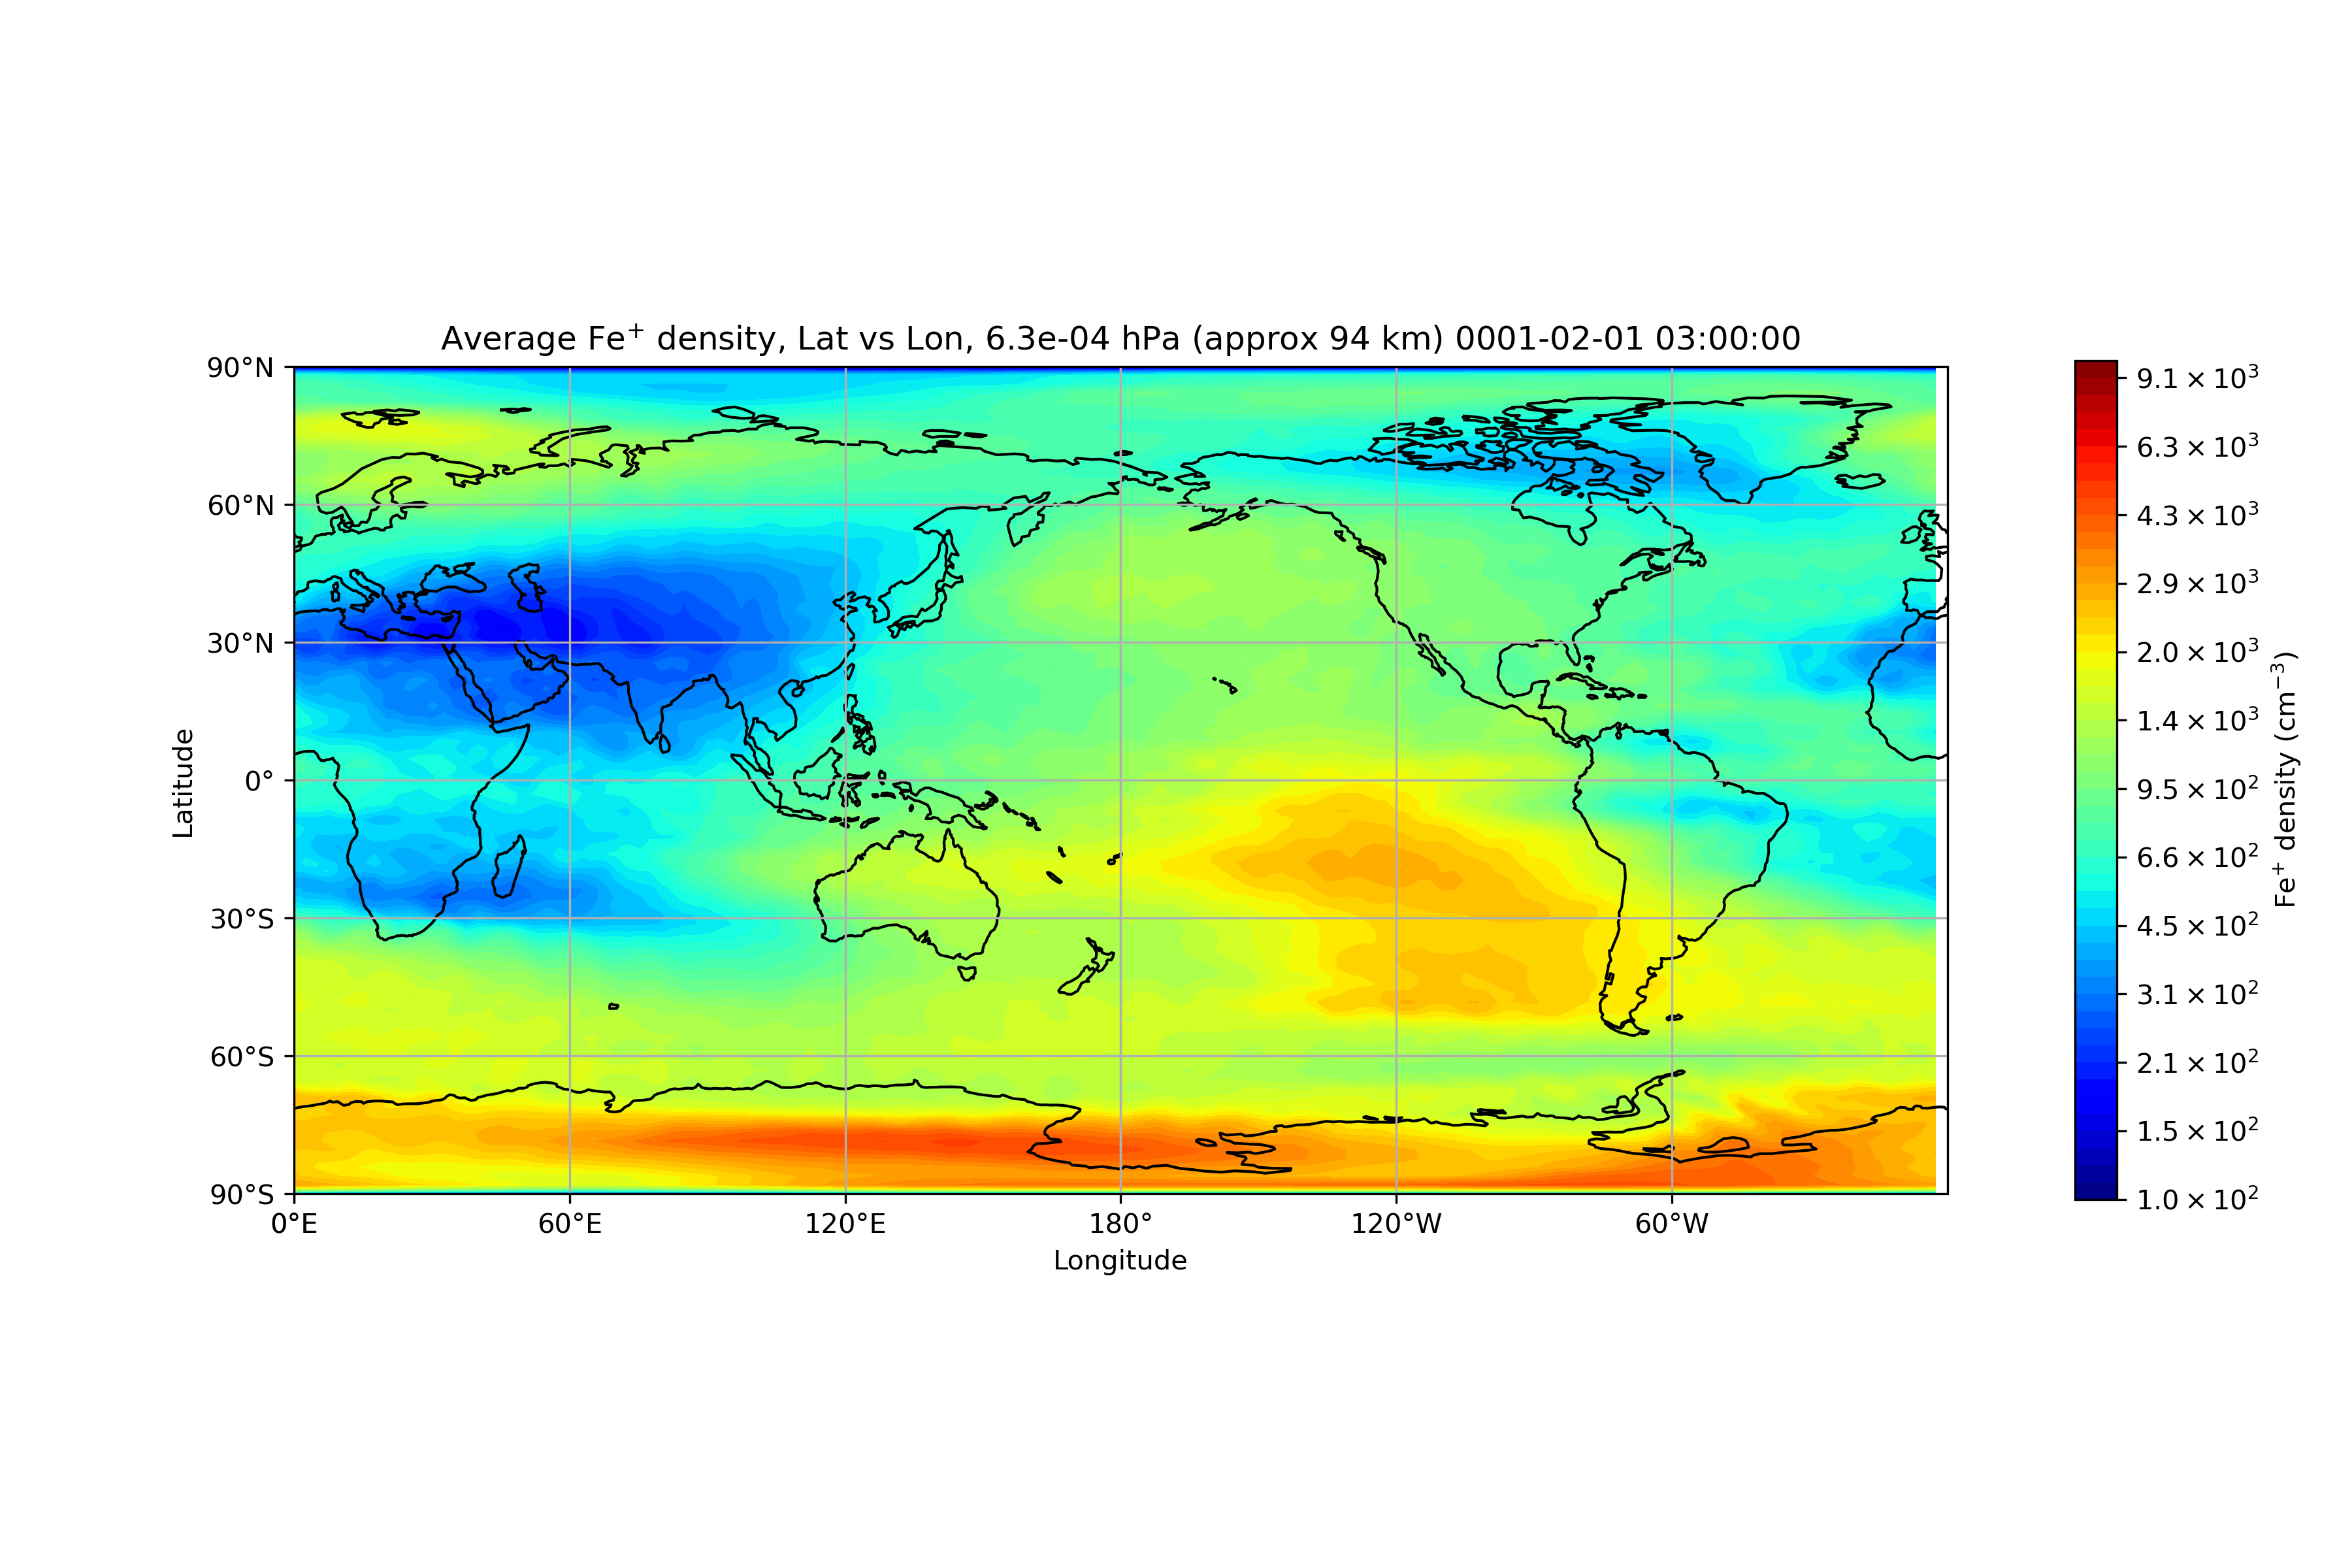 Average Fe⁺ density, Lat vs Lon, 6.3e-04 hPa (approx 94 km) 0001-02-01 03:00:00
90°N
60°N
30°N
0°
30°S
60°S
90°S
Latitude
0°E
60°E
120°E
180°
120°W
60°W
Longitude
9.1 × 10³
6.3 × 10³
4.3 × 10³
2.9 × 10³
2.0 × 10³
1.4 × 10³
9.5 × 10²
6.6 × 10²
4.5 × 10²
3.1 × 10²
2.1 × 10²
1.5 × 10²
1.0 × 10²
Fe⁺ density (cm⁻³)